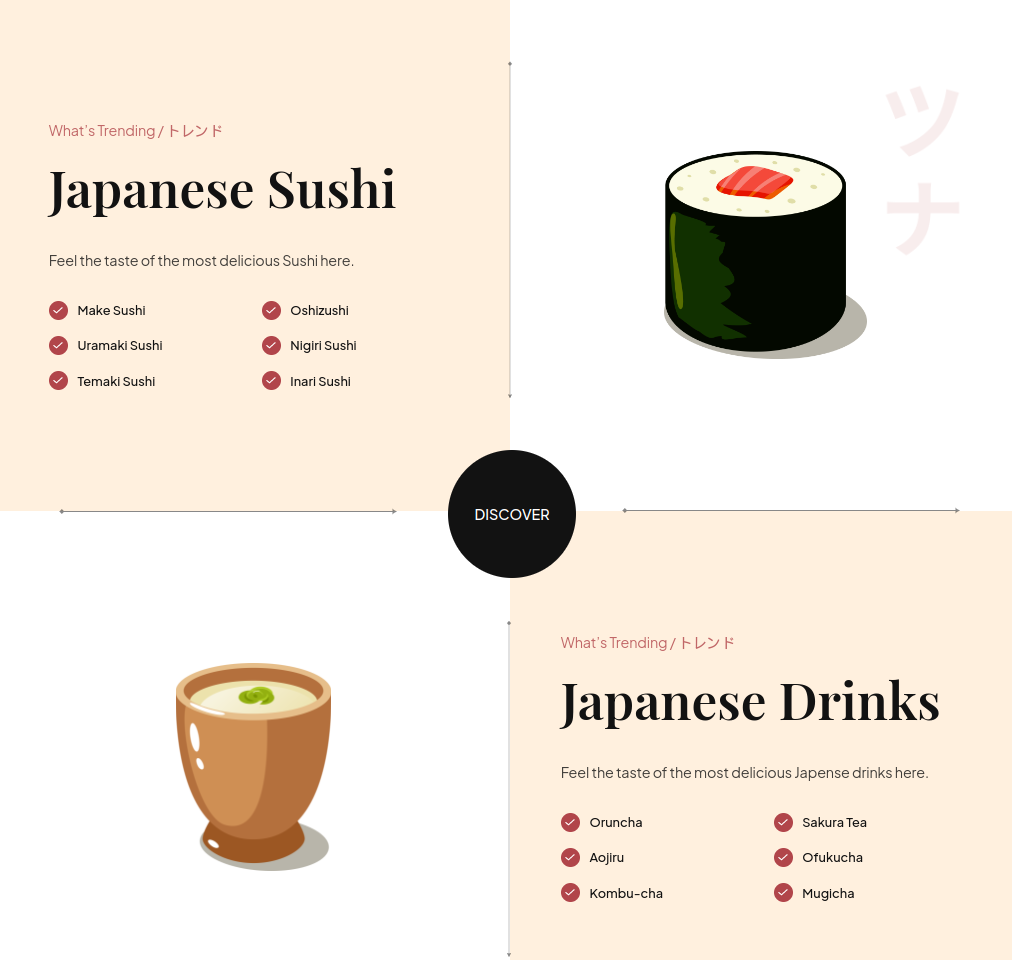 What's Trending / トレンド
Japanese Sushi
Feel the taste of the most delicious Sushi here.
Make Sushi
Oshizushi
Uramaki Sushi
Nigiri Sushi
Temaki Sushi
Inari Sushi
ツナ
DISCOVER
What's Trending / トレンド
Japanese Drinks
Feel the taste of the most delicious Japense drinks here.
Oruncha
Sakura Tea
Aojiru
Ofukucha
Kombu-cha
Mugicha